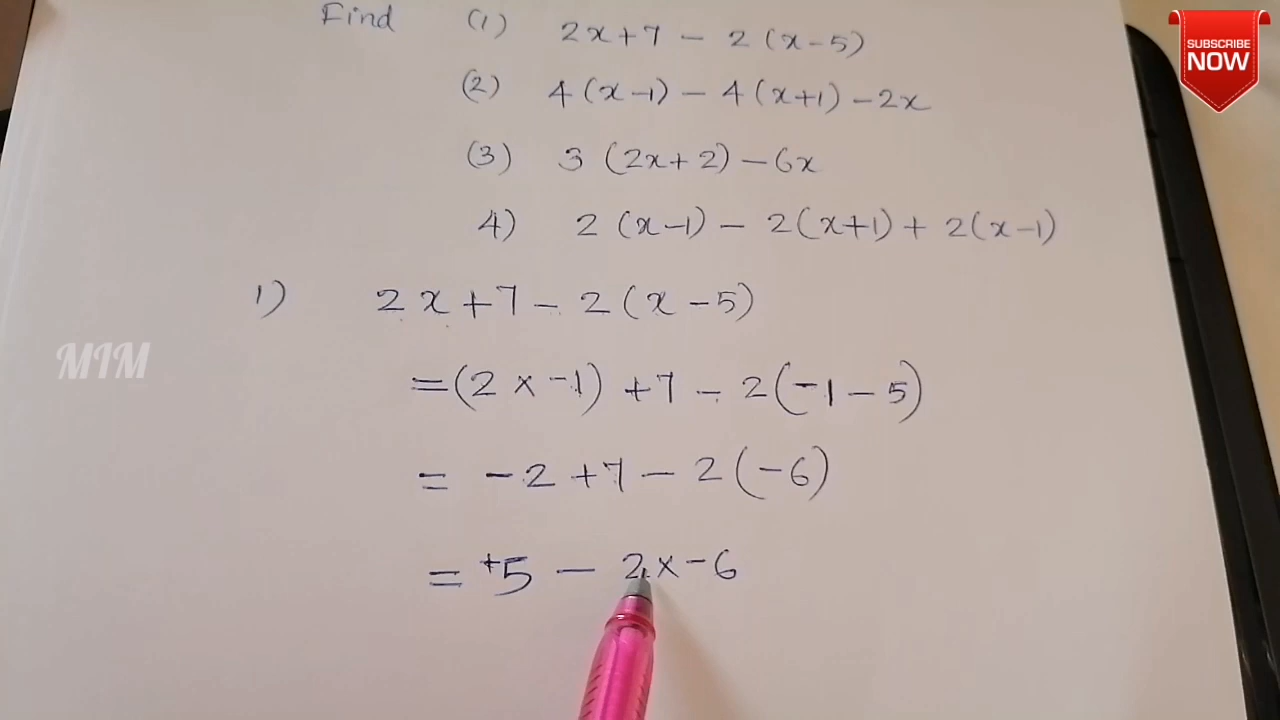 Find (1) 2x+7 - 2(x-5)
(2) 4(x-1) - 4(x+1) - 2x
(3) 3(2x+2) - 6x
4) 2(x-1) - 2(x+1) + 2(x-1)
1) 2x+7 - 2(x-5)
= (2 × -1) +7 - 2(-1 - 5)
= -2 +7 - 2(-6)
= +5 - 2 × -6
MIM
SUBSCRIBE
NOW